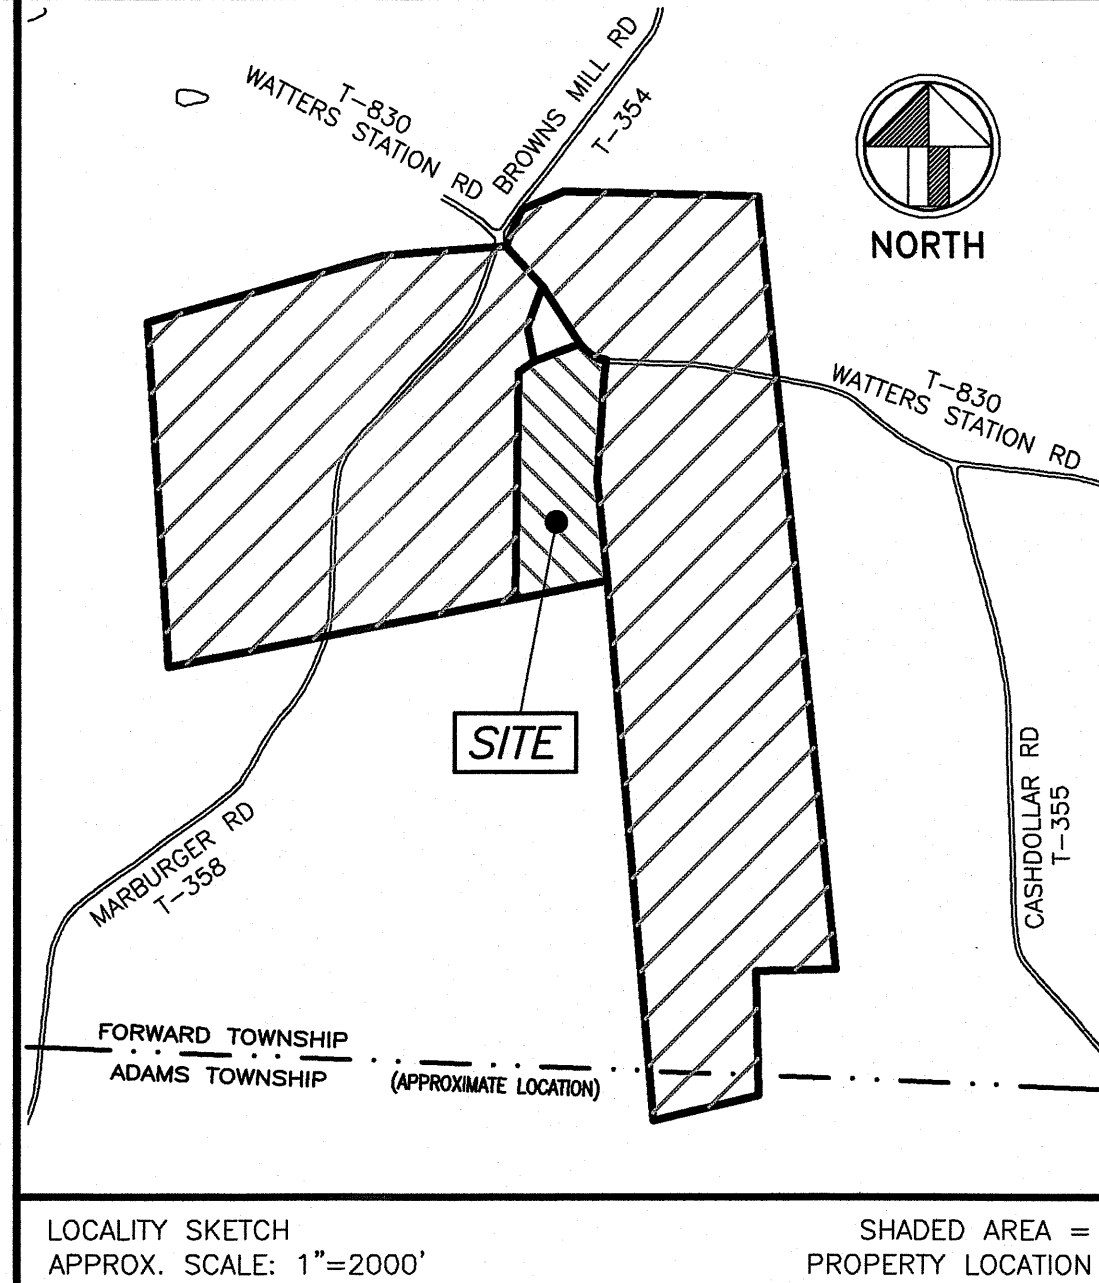 BROWNS MILL RD
T-354
T-830
WATTERS STATION RD
NORTH
T-830
WATTERS STATION RD
SITE
CASHDOLLAR RD
T-355
MARBURGER RD
T-358
FORWARD TOWNSHIP
ADAMS TOWNSHIP
(APPROXIMATE LOCATION)
LOCALITY SKETCH
APPROX. SCALE: 1"=2000'
SHADED AREA =
PROPERTY LOCATION